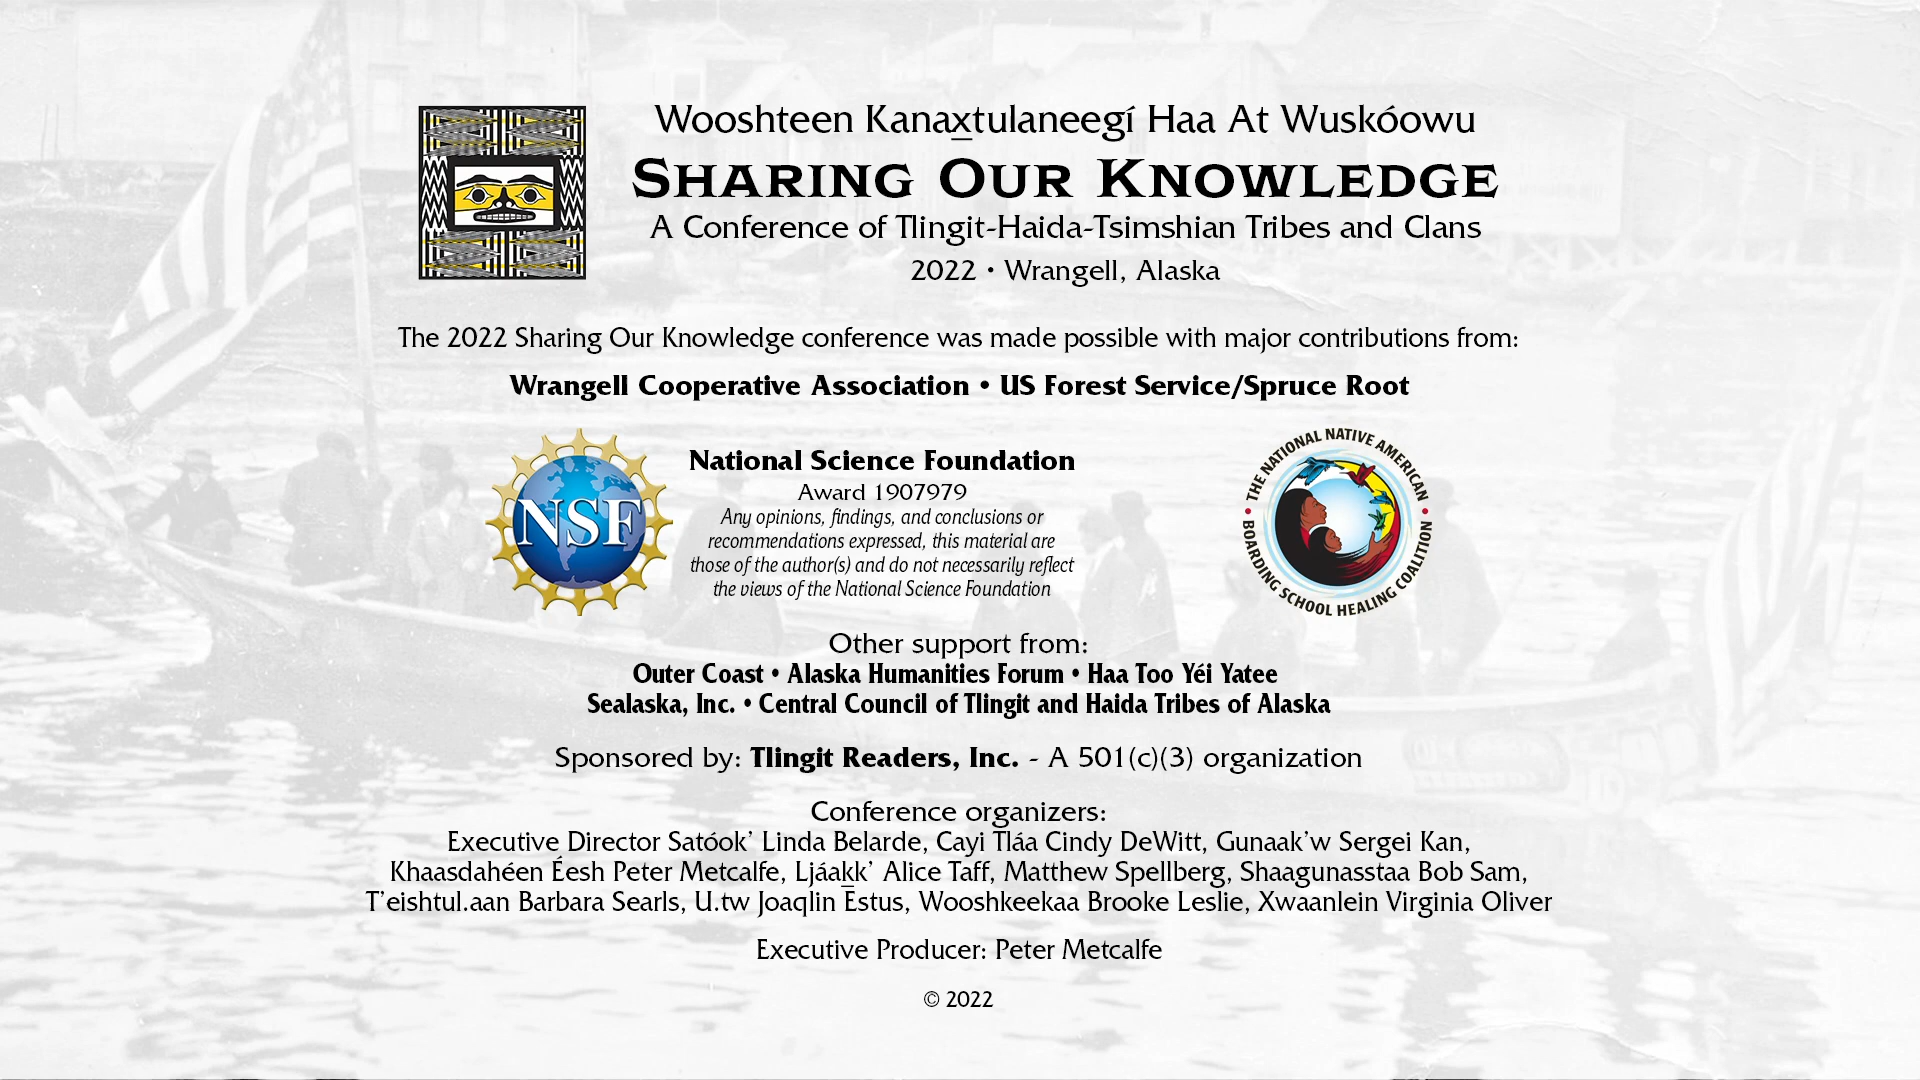 Wooshteen Kanax̲tulaneegí Haa At Wuskóowu
Sharing Our Knowledge
A Conference of Tlingit-Haida-Tsimshian Tribes and Clans
2022 • Wrangell, Alaska
The 2022 Sharing Our Knowledge conference was made possible with major contributions from:
Wrangell Cooperative Association • US Forest Service/Spruce Root
NSF
National Science Foundation
Award 1907979
Any opinions, findings, and conclusions or
recommendations expressed, this material are
those of the author(s) and do not necessarily reflect
the views of the National Science Foundation
THE NATIONAL NATIVE AMERICAN
• BOARDING SCHOOL HEALING COALITION •
Other support from:
Outer Coast • Alaska Humanities Forum • Haa Too Yéi Yatee
Sealaska, Inc. • Central Council of Tlingit and Haida Tribes of Alaska
Sponsored by: Tlingit Readers, Inc. - A 501(c)(3) organization
Conference organizers:
Executive Director Satóok’ Linda Belarde, Cayi Tláa Cindy DeWitt, Gunaak’w Sergei Kan,
Khaasdahéen Éesh Peter Metcalfe, Ljáak̲k’ Alice Taff, Matthew Spellberg, Shaagunasstaa Bob Sam,
T’eishtul.aan Barbara Searls, U.tw Joaqlin Estus, Wooshkeekaa Brooke Leslie, Xwaanlein Virginia Oliver
Executive Producer: Peter Metcalfe
© 2022